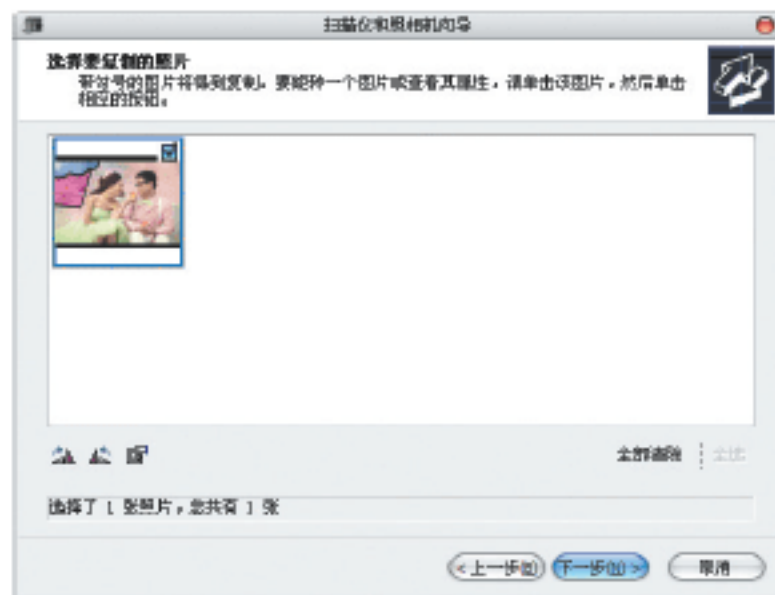 扫描仪和照相机向导
选择要复制的照片
带对号的图片将得到复制。要旋转一个图片或查看其属性，请单击该图片，然后单击
相应的按钮。
全部清除
全选
选择了 1 张照片，您共有 1 张
<上一步(B)
下一步(N)>
取消